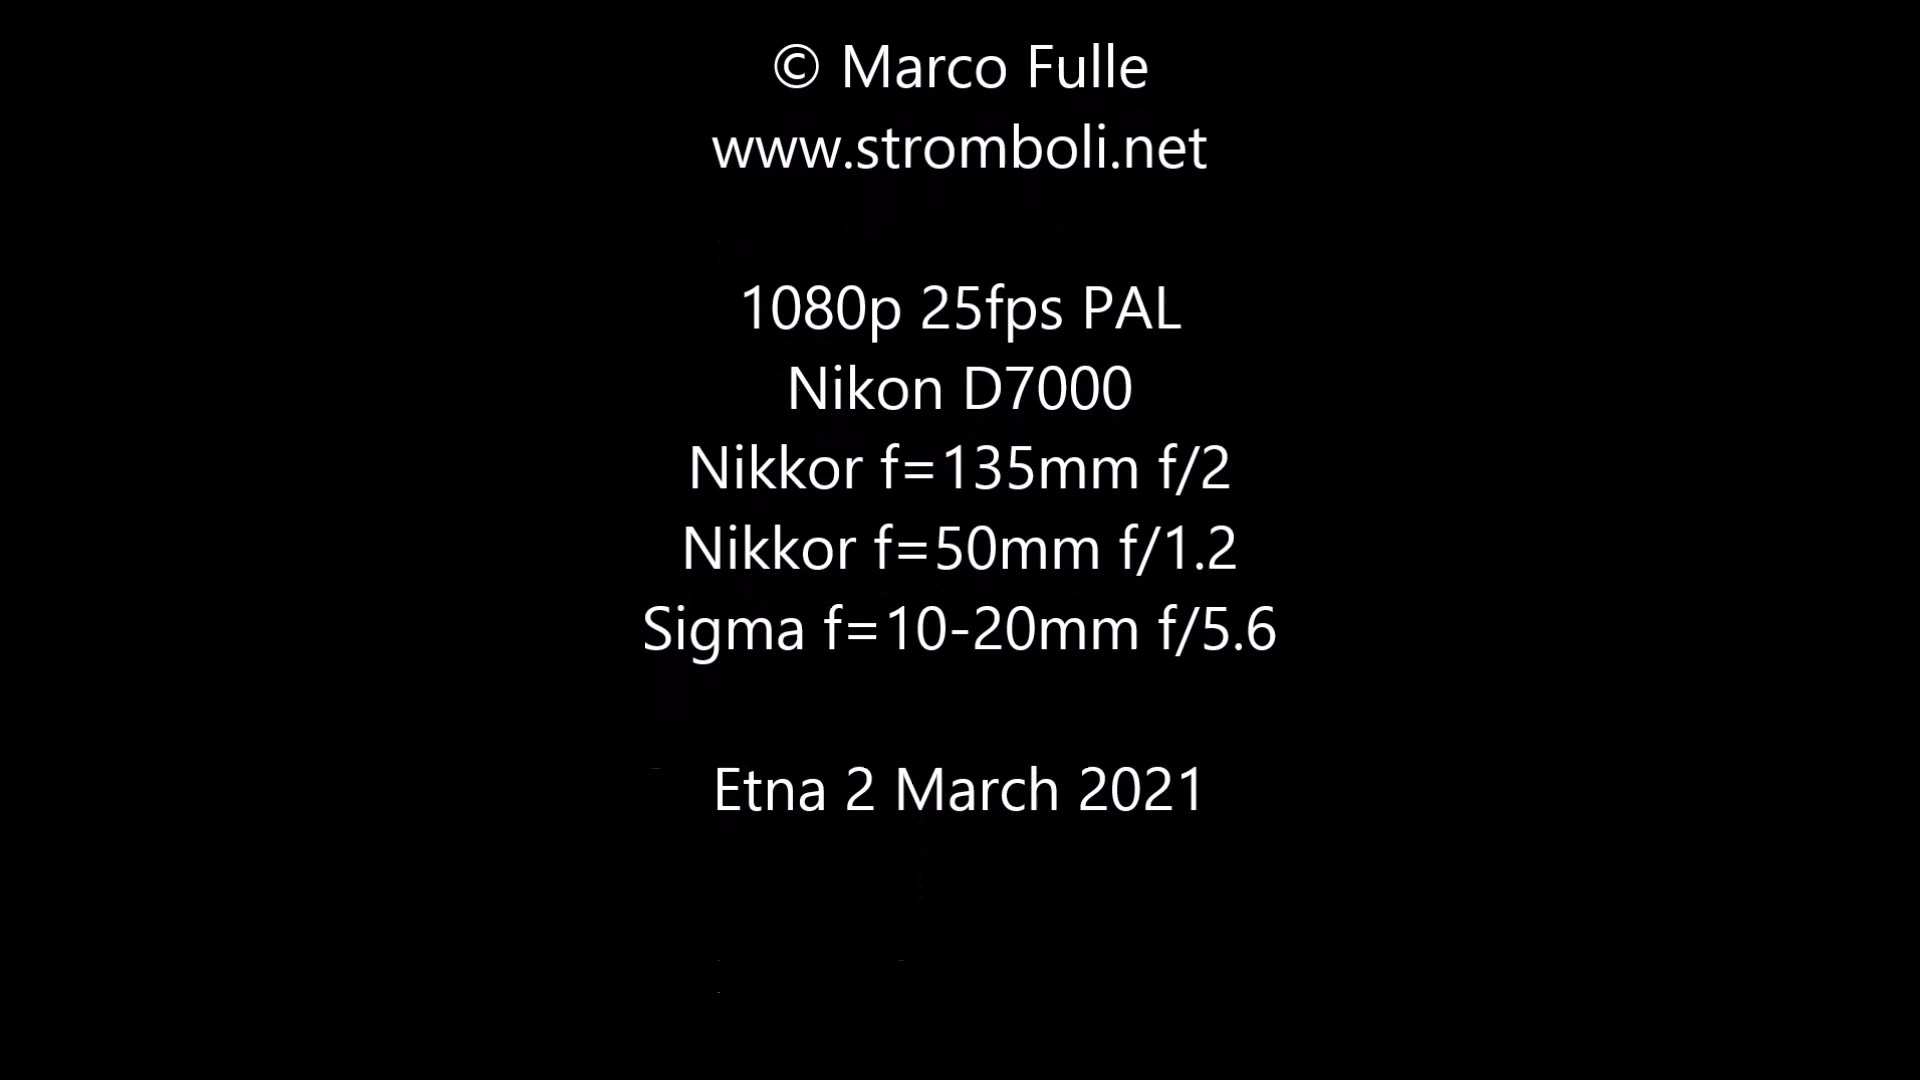 © Marco Fulle
www.stromboli.net
1080p 25fps PAL
Nikon D7000
Nikkor f=135mm f/2
Nikkor f=50mm f/1.2
Sigma f=10-20mm f/5.6
Etna 2 March 2021